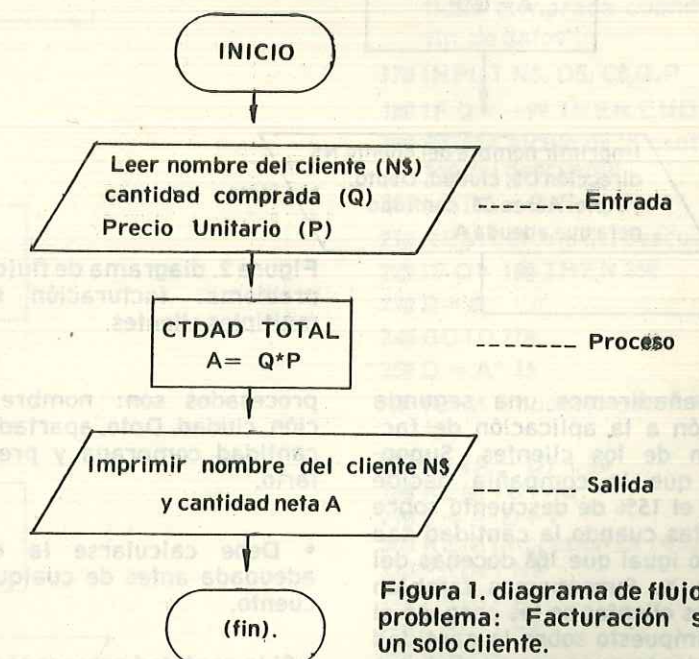 INICIO
Leer nombre del cliente (N$)
cantidad comprada (Q)
Precio Unitario (P)
Entrada
CTDAD TOTAL
A= Q*P
Proceso
Imprimir nombre del cliente N$
y cantidad neta A
Salida
(fin).
Figura 1. diagrama de flujo
problema: Facturación
un solo cliente.